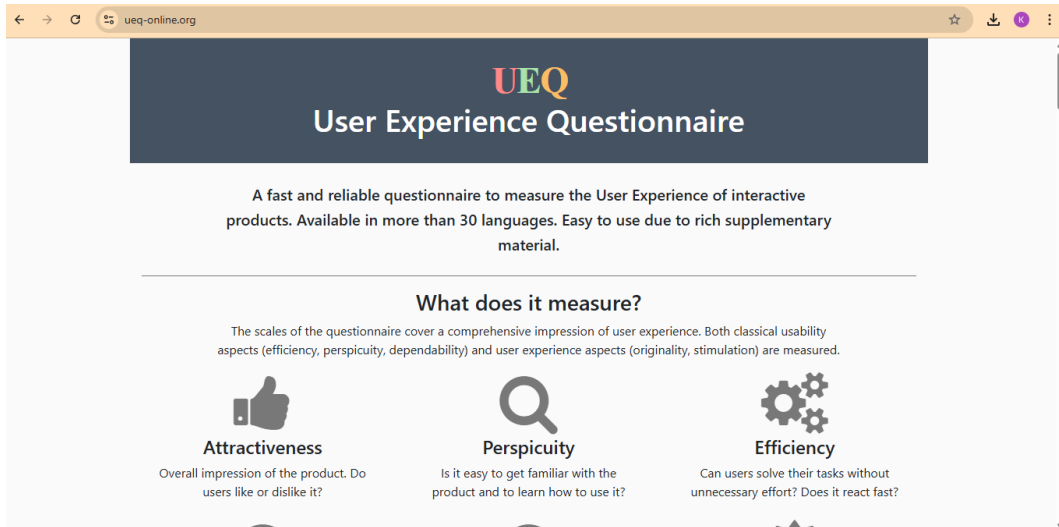 ueq-online.org
K
UEQ
User Experience Questionnaire
A fast and reliable questionnaire to measure the User Experience of interactive
products. Available in more than 30 languages. Easy to use due to rich supplementary
material.
What does it measure?
The scales of the questionnaire cover a comprehensive impression of user experience. Both classical usability
aspects (efficiency, perspicuity, dependability) and user experience aspects (originality, stimulation) are measured.
Attractiveness
Overall impression of the product. Do
users like or dislike it?
Perspicuity
Is it easy to get familiar with the
product and to learn how to use it?
Efficiency
Can users solve their tasks without
unnecessary effort? Does it react fast?